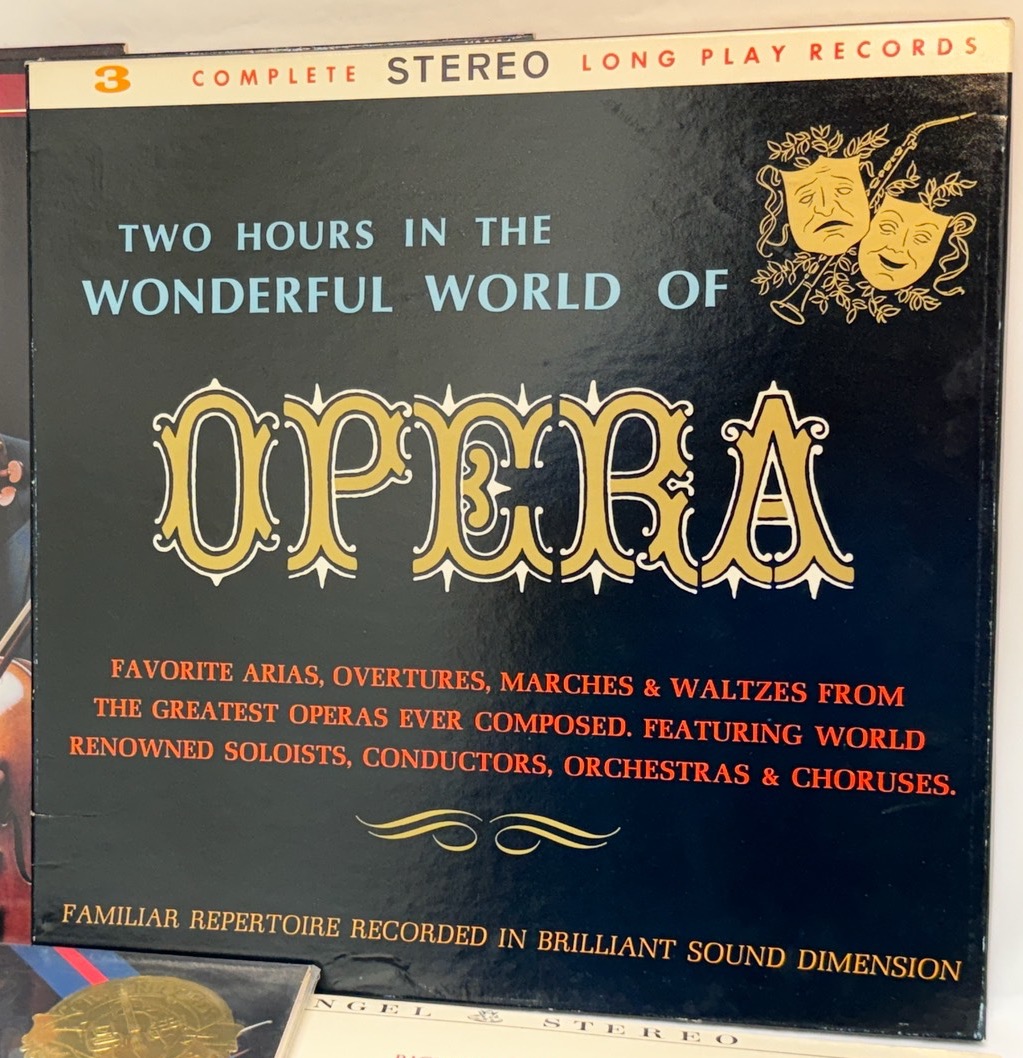 3 COMPLETE STEREO LONG PLAY RECORDS
TWO HOURS IN THE
WONDERFUL WORLD OF
OPERA
FAVORITE ARIAS, OVERTURES, MARCHES & WALTZES FROM
THE GREATEST OPERAS EVER COMPOSED. FEATURING WORLD
RENOWNED SOLOISTS, CONDUCTORS, ORCHESTRAS & CHORUSES.
FAMILIAR REPERTOIRE RECORDED IN BRILLIANT SOUND DIMENSION
NGEL STEREO